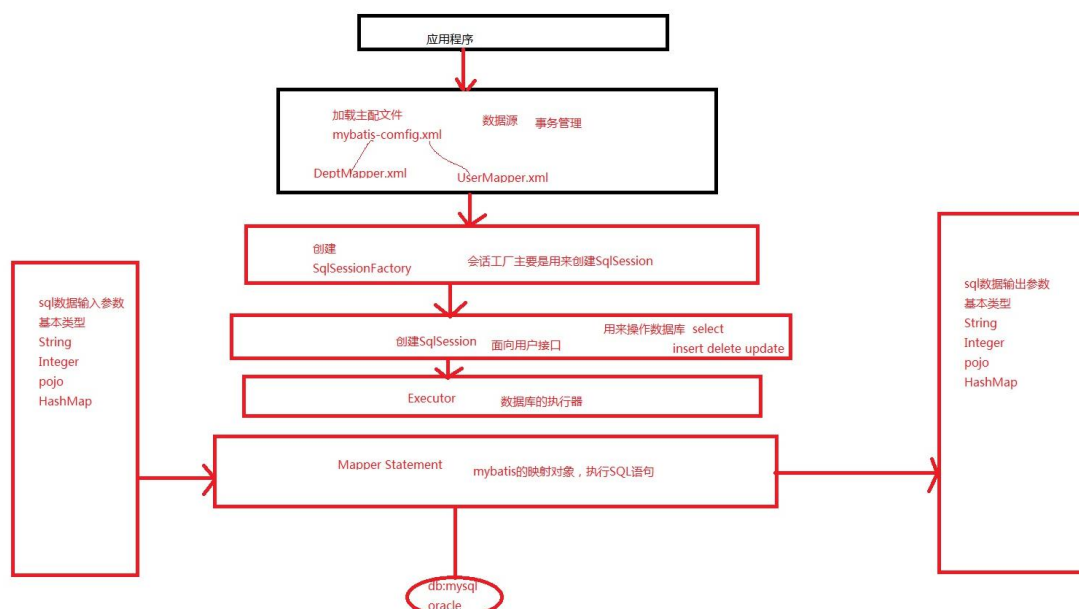 应用程序
加载主配文件 数据源 事务管理
mybatis-comfig.xml
DeptMapper.xml UserMapper.xml
创建
SqlSessionFactory 会话工厂主要是用来创建SqlSession
创建SqlSession 面向用户接口 用来操作数据库 select
insert delete update
Executor 数据库的执行器
sql数据输入参数
基本类型
String
Integer
pojo
HashMap
Mapper Statement mybatis的映射对象，执行SQL语句
sql数据输出参数
基本类型
String
Integer
pojo
HashMap
db:mysql
oracle